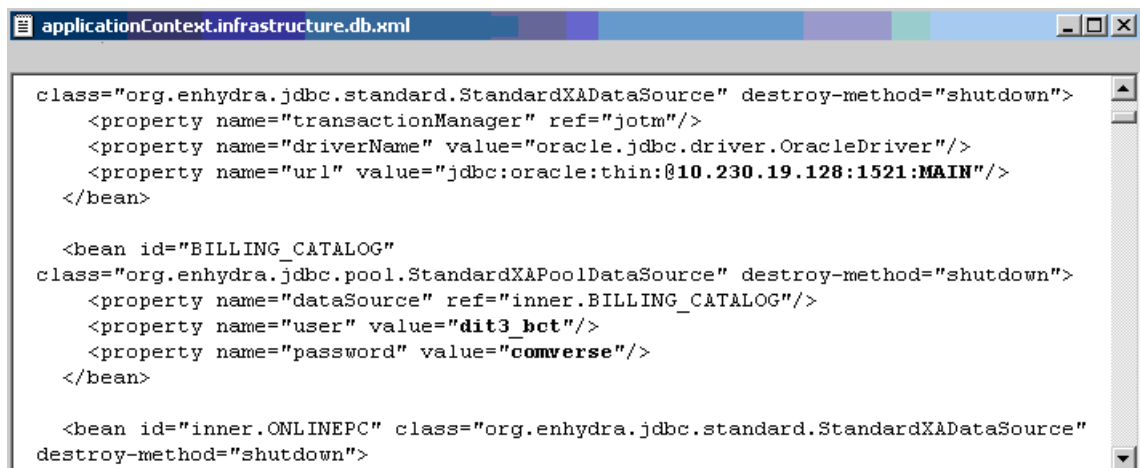 applicationContext.infrastructure.db.xml
class="org.enhydra.jdbc.standard.StandardXADataSource" destroy-method="shutdown">
<property name="transactionManager" ref="jotm"/>
<property name="driverName" value="oracle.jdbc.driver.OracleDriver"/>
<property name="url" value="jdbc:oracle:thin:@10.230.19.128:1521:MAIN"/>
</bean>
<bean id="BILLING_CATALOG"
class="org.enhydra.jdbc.pool.StandardXAPoolDataSource" destroy-method="shutdown">
<property name="dataSource" ref="inner.BILLING_CATALOG"/>
<property name="user" value="dit3_bct"/>
<property name="password" value="comverse"/>
</bean>
<bean id="inner.ONLINEPC" class="org.enhydra.jdbc.standard.StandardXADataSource"
destroy-method="shutdown">